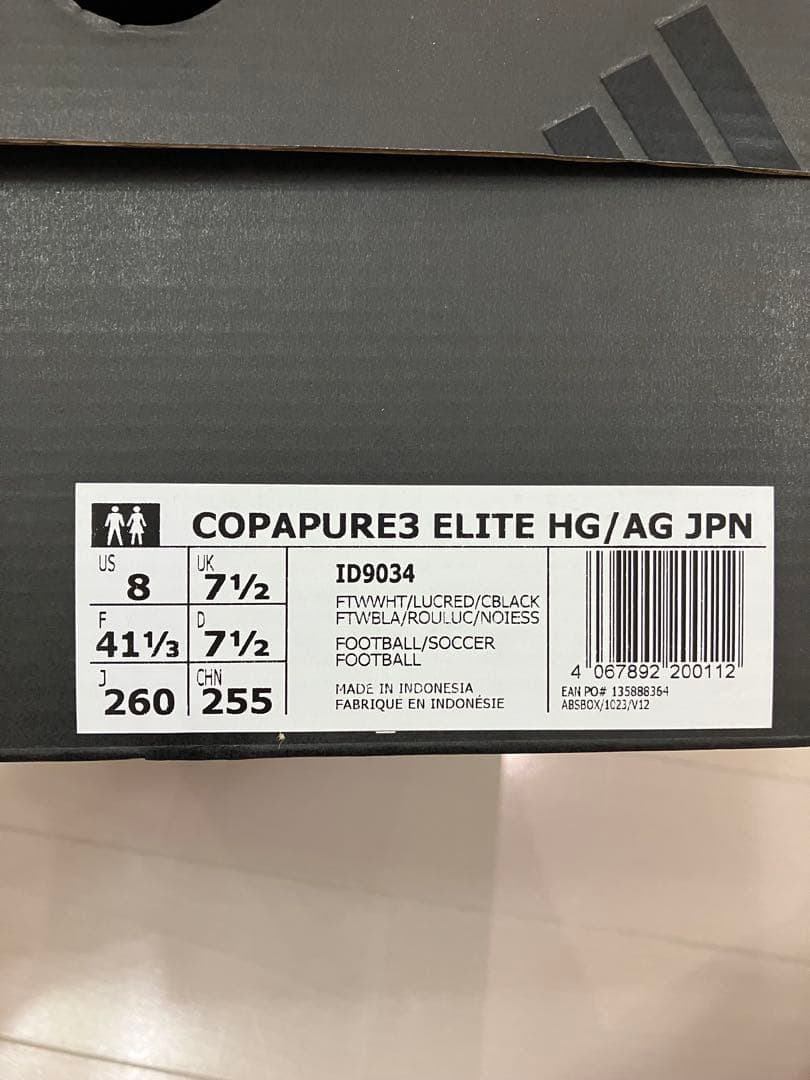 COPAPURE3 ELITE HG/AG JPN
US 8 UK 7½
F 41⅓ D 7½
J 260 CHN 255
ID9034
FTWWHT/LUCRED/CBLACK
FTWBLA/ROULUC/NOIESS
FOOTBALL/SOCCER
FOOTBALL
MADE IN INDONESIA
FABRIQUE EN INDONÉSIE
4 067892 200112
EAN PO# 135888364
ABSBOX/1023/V12